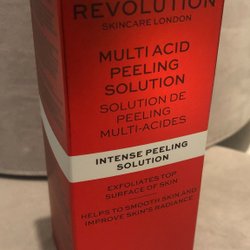 REVOLUTION
SKINCARE LONDON
MULTI ACID
PEELING
SOLUTION
SOLUTION DE
PEELING
MULTI-ACIDES
INTENSE PEELING
SOLUTION
EXFOLIATES TOP
SURFACE OF SKIN
HELPS TO SMOOTH SKIN AND
IMPROVE SKIN'S RADIANCE